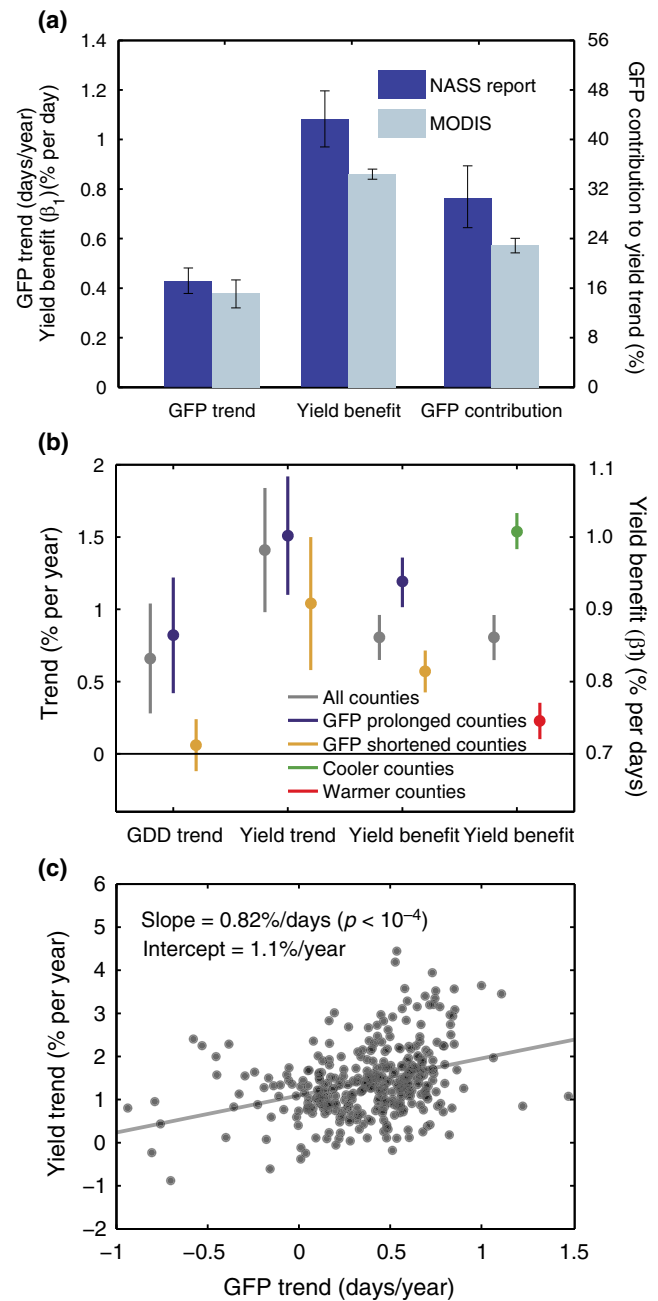 (a)
1.4
1.2
1
0.8
0.6
0.4
0.2
0
GFP trend (days/year)
Yield benefit (β₁)(% per day)
56
48
40
32
24
16
8
0
GFP contribution
to yield trend (%)
NASS report
MODIS
GFP trend
Yield benefit
GFP contribution
(b)
2
1.5
1
0.5
0
Trend (% per year)
1.1
1.0
0.9
0.8
0.7
Yield benefit (β1) (% per days)
All counties
GFP prolonged counties
GFP shortened counties
Cooler counties
Warmer counties
GDD trend
Yield trend
Yield benefit
Yield benefit
(c)
6
5
4
3
2
1
0
−1
−2
Yield trend (% per year)
Slope = 0.82%/days (p < 10⁻⁴)
Intercept = 1.1%/year
−1
−0.5
0
0.5
1
1.5
GFP trend (days/year)